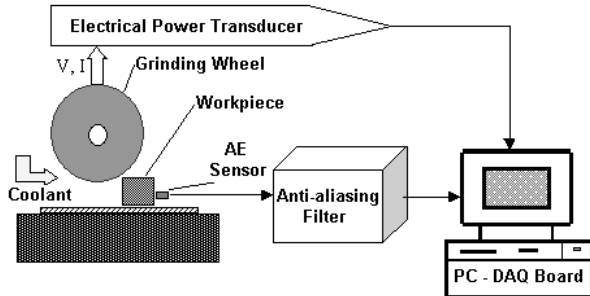 Electrical Power Transducer
V, I
Grinding Wheel
Workpiece
AE
Sensor
Coolant
Anti-aliasing
Filter
PC - DAQ Board